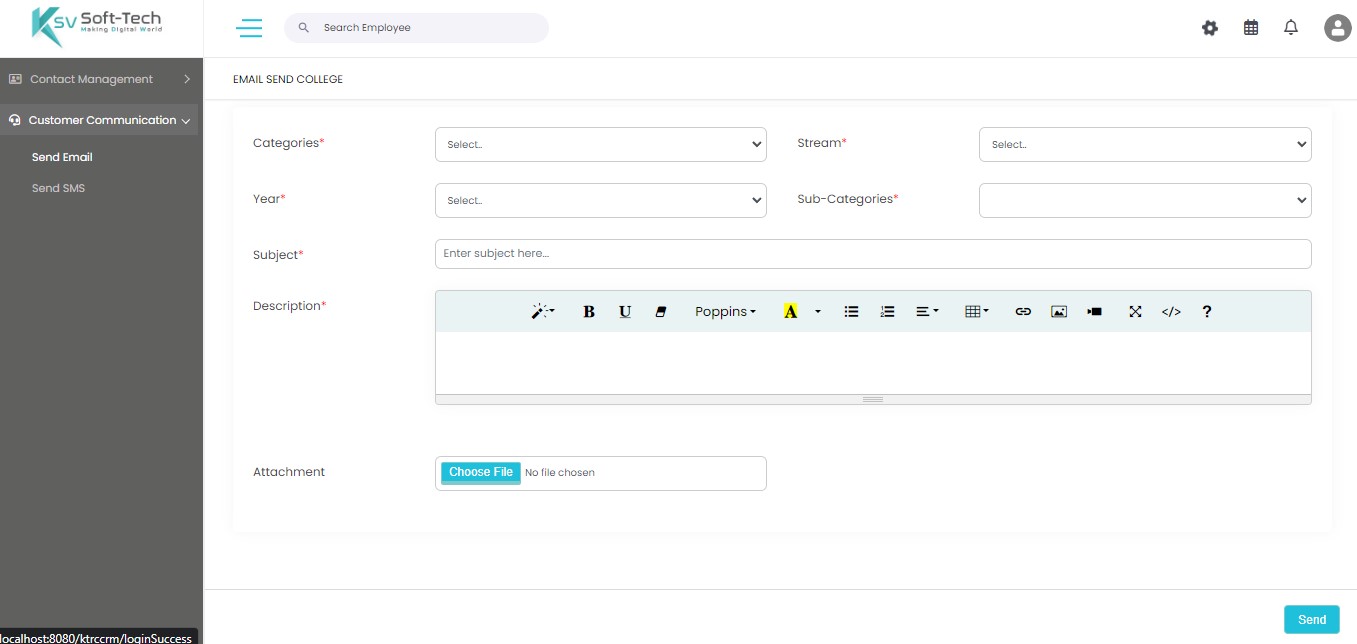 KSV Soft-Tech
Making Digital World
Search Employee
Contact Management
EMAIL SEND COLLEGE
Customer Communication
Send Email
Send SMS
Categories*
Select..
Stream*
Select..
Year*
Select..
Sub-Categories*
Subject*
Enter subject here...
Description*
B U Poppins A </> ?
Attachment
Choose File No file chosen
Send
localhost:8080/ktrccrm/loginSuccess